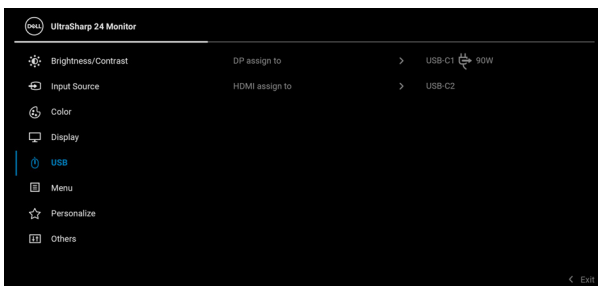 DELL UltraSharp 24 Monitor
Brightness/Contrast DP assign to > USB-C1 90W
Input Source HDMI assign to > USB-C2
Color
Display
USB
Menu
Personalize
Others
< Exit